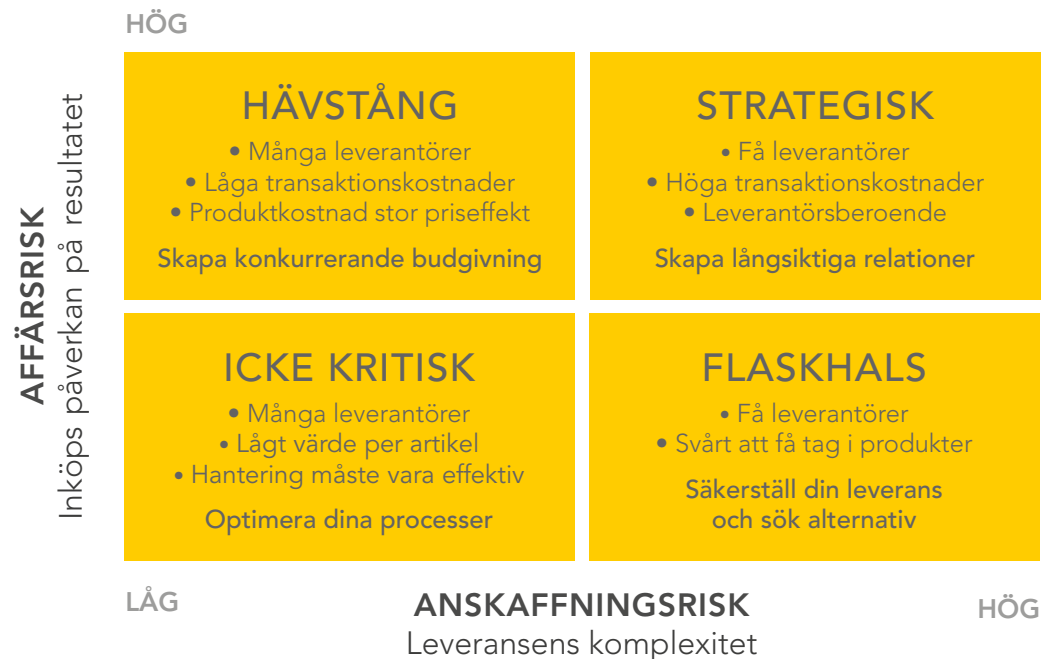 HÖG
AFFÄRSRISK
Inköps påverkan på resultatet
HÄVSTÅNG
• Många leverantörer
• Låga transaktionskostnader
• Produktkostnad stor priseffekt
Skapa konkurrerande budgivning
STRATEGISK
• Få leverantörer
• Höga transaktionskostnader
• Leverantörsberoende
Skapa långsiktiga relationer
ICKE KRITISK
• Många leverantörer
• Lågt värde per artikel
• Hantering måste vara effektiv
Optimera dina processer
FLASKHALS
• Få leverantörer
• Svårt att få tag i produkter
Säkerställ din leverans
och sök alternativ
LÅG
ANSKAFFNINGSRISK
HÖG
Leveransens komplexitet